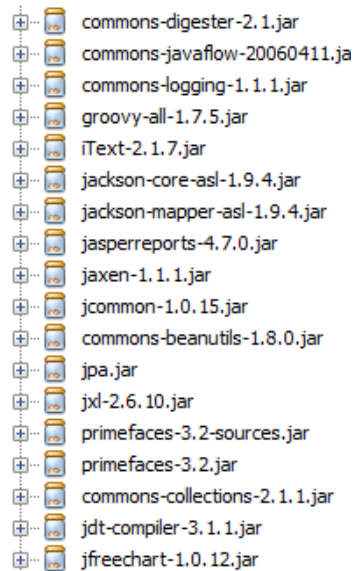 commons-digester-2.1.jar
commons-javaflow-20060411.ja
commons-logging-1.1.1.jar
groovy-all-1.7.5.jar
iText-2.1.7.jar
jackson-core-asl-1.9.4.jar
jackson-mapper-asl-1.9.4.jar
jasperreports-4.7.0.jar
jaxen-1.1.1.jar
jcommon-1.0.15.jar
commons-beanutils-1.8.0.jar
jpa.jar
jxl-2.6.10.jar
primefaces-3.2-sources.jar
primefaces-3.2.jar
commons-collections-2.1.1.jar
jdt-compiler-3.1.1.jar
jfreechart-1.0.12.jar